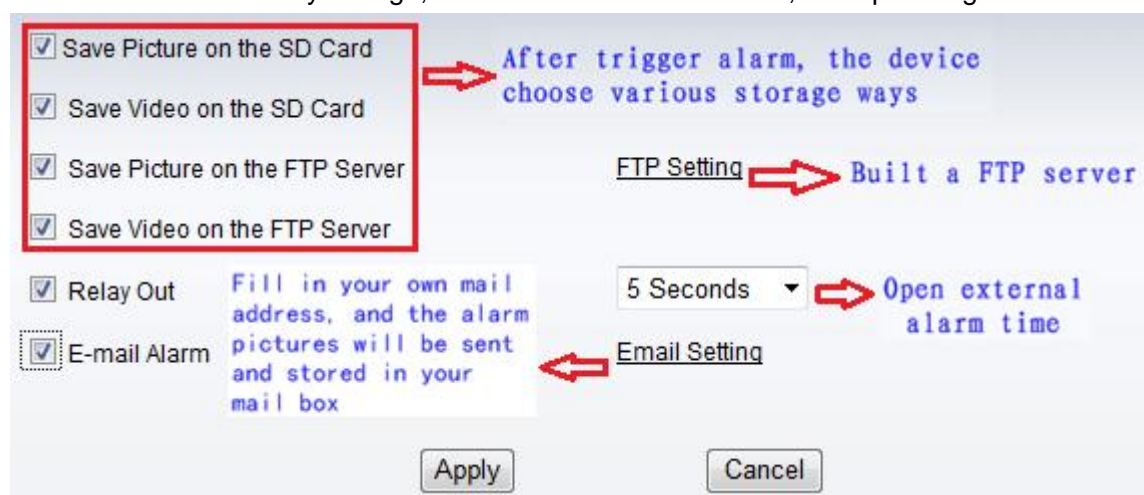 Save Picture on the SD Card
After trigger alarm, the device
choose various storage ways
Save Video on the SD Card
Save Picture on the FTP Server
FTP Setting
Built a FTP server
Save Video on the FTP Server
Relay Out
Fill in your own mail
address, and the alarm
pictures will be sent
and stored in your
mail box
5 Seconds
Open external
alarm time
E-mail Alarm
Email Setting
Apply
Cancel